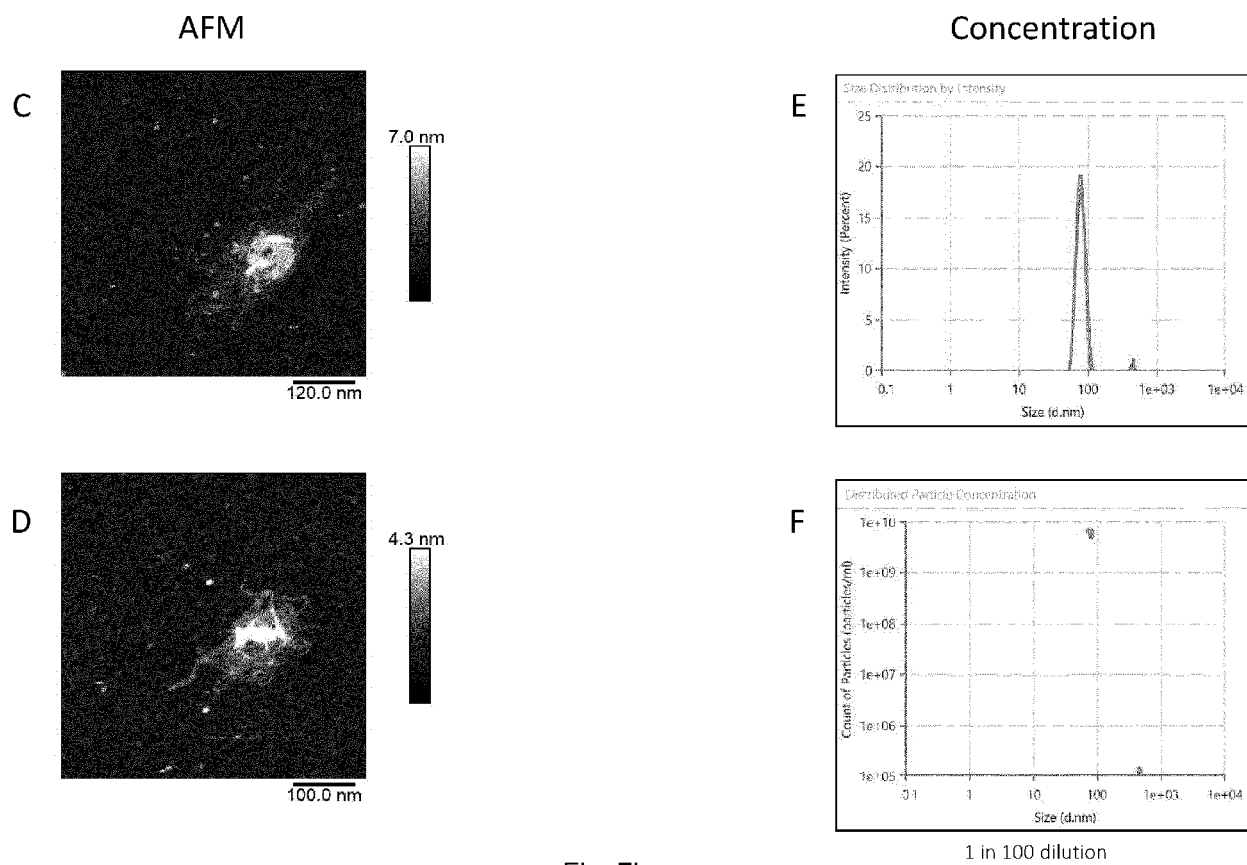 AFM
Concentration
C
7.0 nm
120.0 nm
E
Size Distribution by Intensity
Intensity (Percent)
25
20
15
10
5
0
0.1 1 10 100 1e+03 1e+04
Size (d.nm)
D
4.3 nm
100.0 nm
F
Distributed Particle Concentration
Count of Particles (particles/ml)
1e+10
1e+09
1e+08
1e+07
1e+06
1e+05
0.1 1 10 100 1e+03 1e+04
Size (d.nm)
1 in 100 dilution